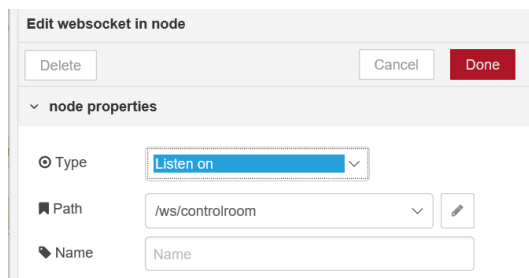 Edit websocket in node
Delete Cancel Done
node properties
Type Listen on
Path /ws/controlroom
Name Name